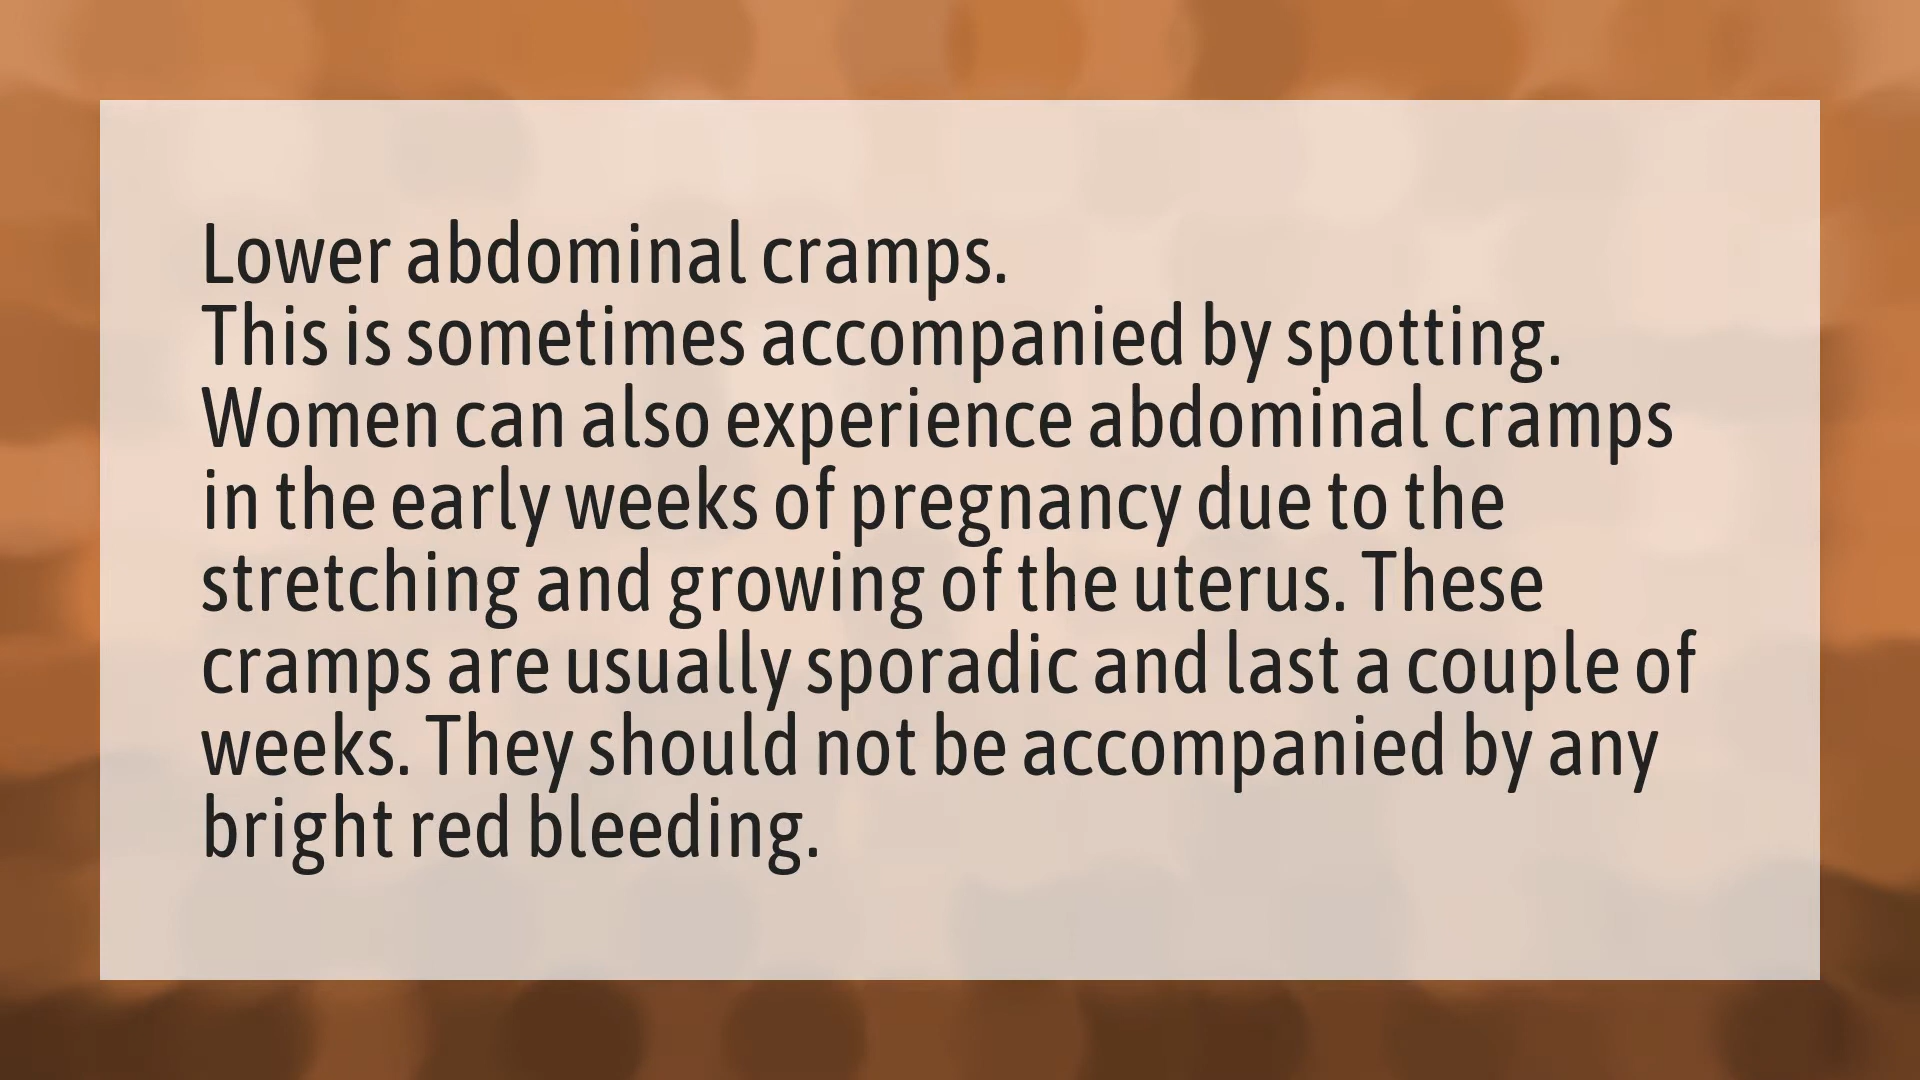 Lower abdominal cramps.
This is sometimes accompanied by spotting.
Women can also experience abdominal cramps
in the early weeks of pregnancy due to the
stretching and growing of the uterus. These
cramps are usually sporadic and last a couple of
weeks. They should not be accompanied by any
bright red bleeding.